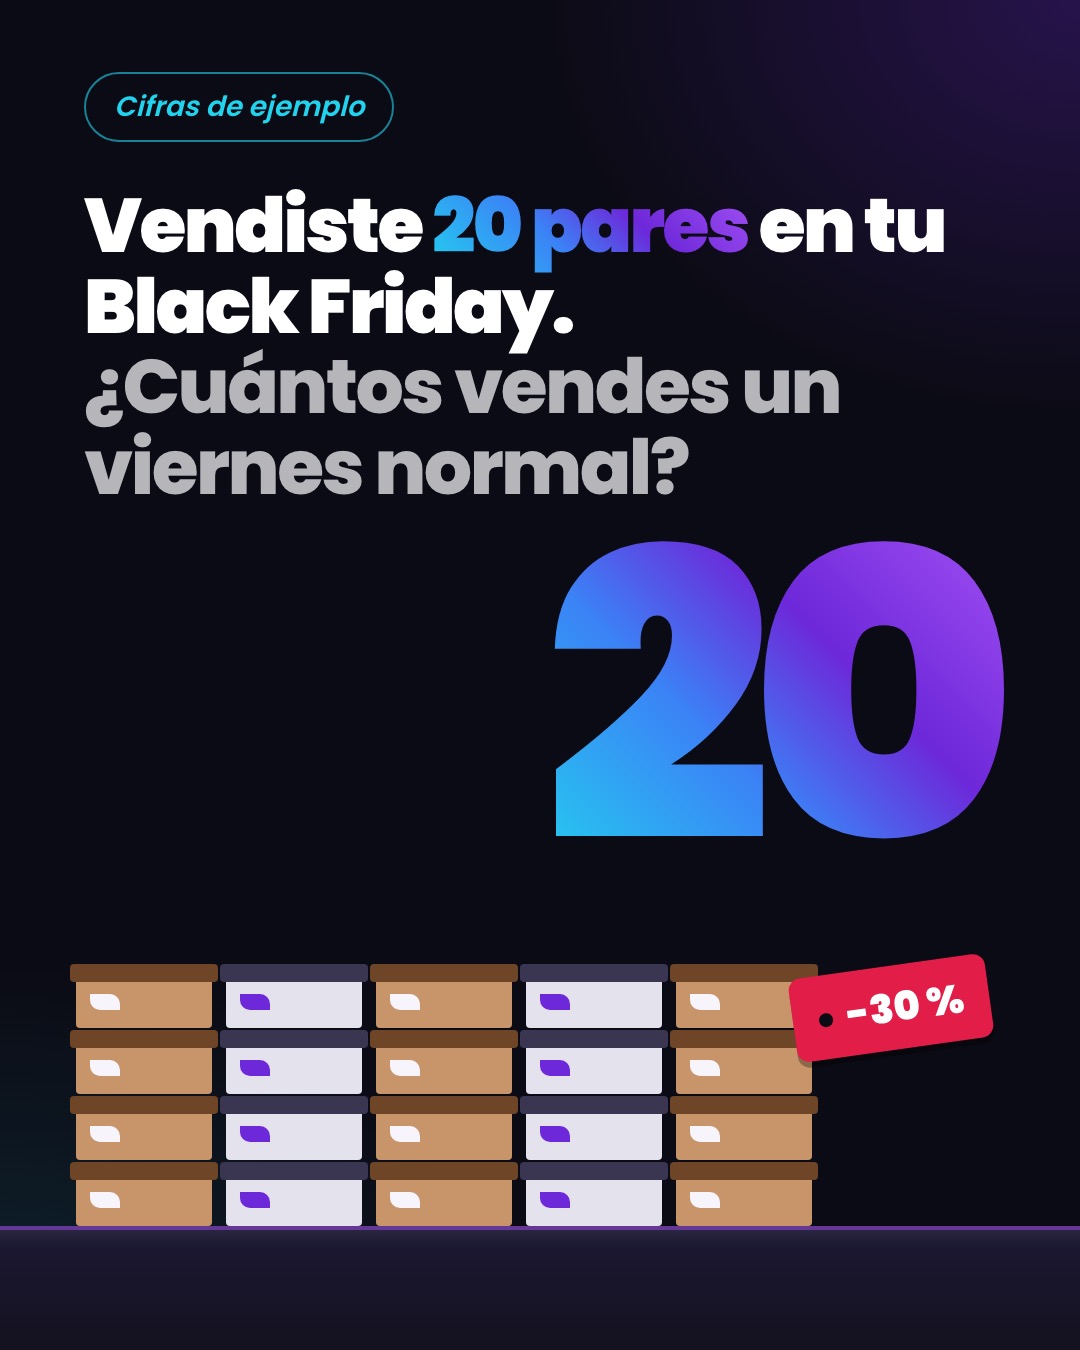 Cifras de ejemplo
Vendiste 20 pares en tu
Black Friday.
¿Cuántos vendes un
viernes normal?
20
–30 %